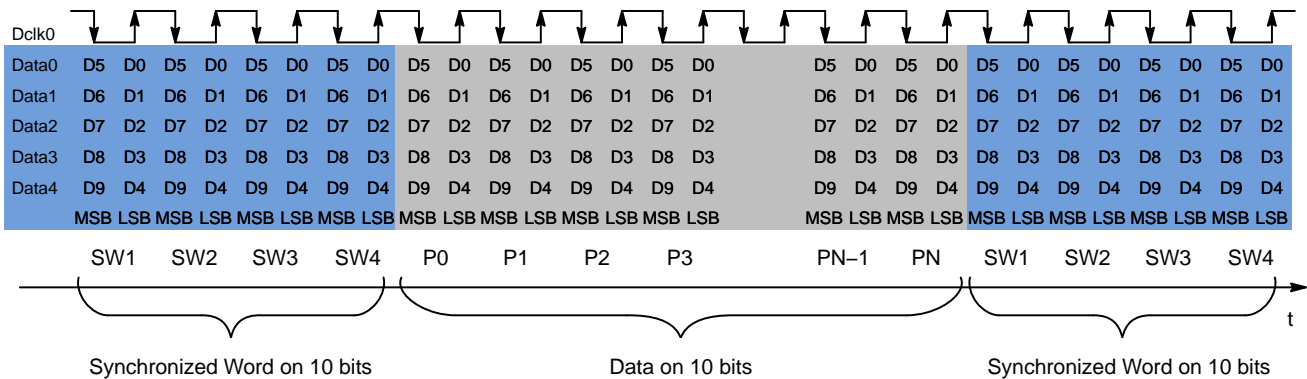 Dclk0
Data0 D5 D0 D5 D0 D5 D0 D5 D0 D5 D0 D5 D0 D5 D0 D5 D0 D5 D0 D5 D0 D5 D0 D5 D0 D5 D0 D5 D0
Data1 D6 D1 D6 D1 D6 D1 D6 D1 D6 D1 D6 D1 D6 D1 D6 D1 D6 D1 D6 D1 D6 D1 D6 D1 D6 D1 D6 D1
Data2 D7 D2 D7 D2 D7 D2 D7 D2 D7 D2 D7 D2 D7 D2 D7 D2 D7 D2 D7 D2 D7 D2 D7 D2 D7 D2 D7 D2
Data3 D8 D3 D8 D3 D8 D3 D8 D3 D8 D3 D8 D3 D8 D3 D8 D3 D8 D3 D8 D3 D8 D3 D8 D3 D8 D3 D8 D3
Data4 D9 D4 D9 D4 D9 D4 D9 D4 D9 D4 D9 D4 D9 D4 D9 D4 D9 D4 D9 D4 D9 D4 D9 D4 D9 D4 D9 D4
MSB LSB MSB LSB MSB LSB MSB LSB MSB LSB MSB LSB MSB LSB MSB LSB MSB LSB MSB LSB MSB LSB MSB LSB MSB LSB MSB LSB
SW1 SW2 SW3 SW4 P0 P1 P2 P3 PN–1 PN SW1 SW2 SW3 SW4
t
Synchronized Word on 10 bits Data on 10 bits Synchronized Word on 10 bits